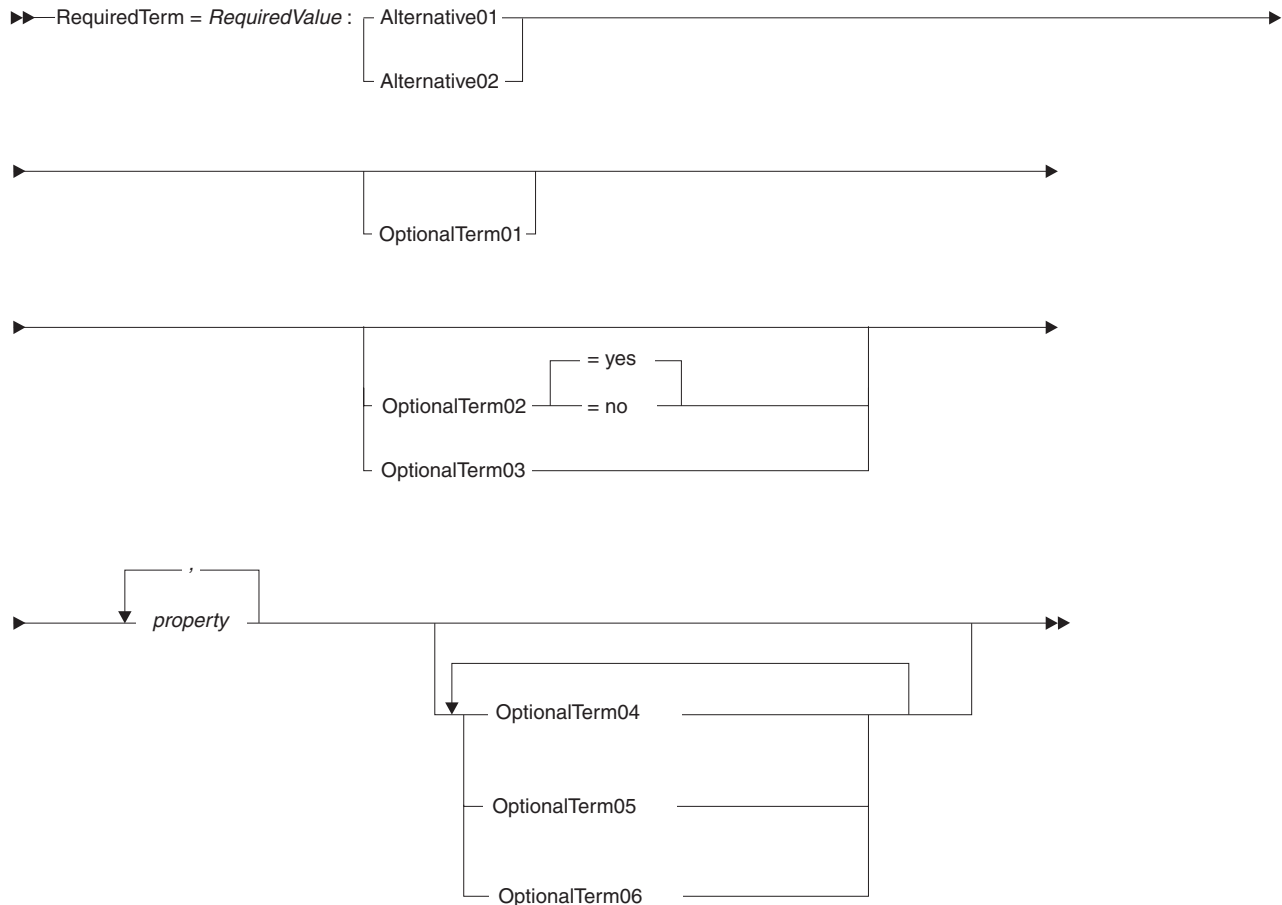 RequiredTerm = RequiredValue : Alternative01
Alternative02
OptionalTerm01
= yes
OptionalTerm02 = no
OptionalTerm03
,
property
OptionalTerm04
OptionalTerm05
OptionalTerm06